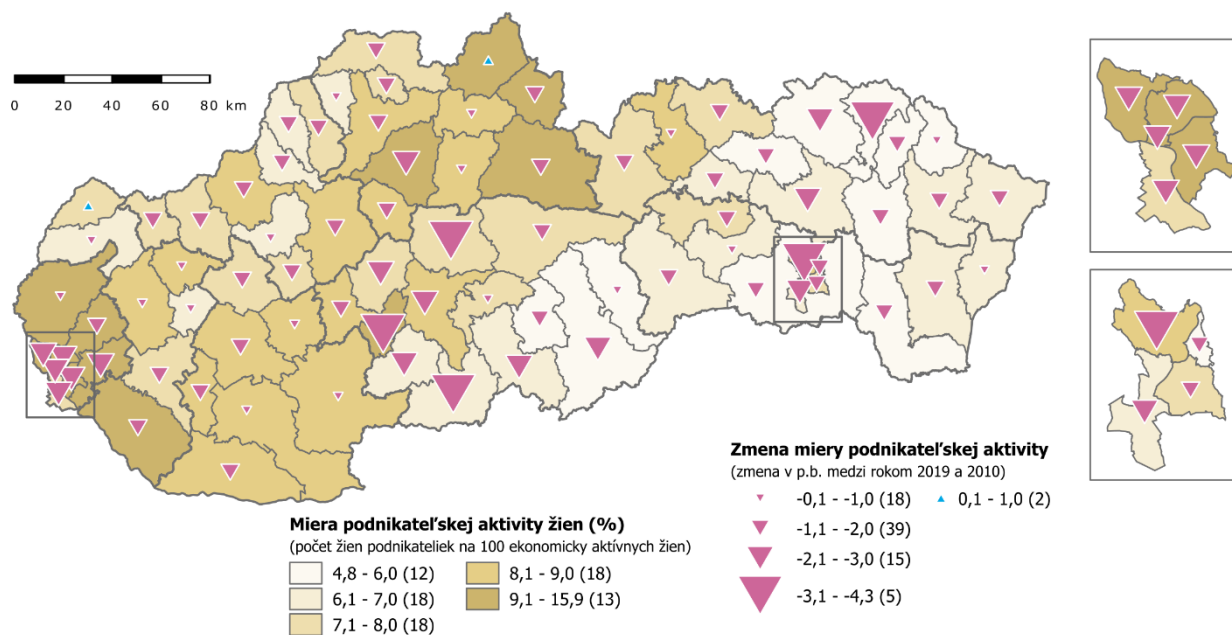 0 20 40 60 80 km
Zmena miery podnikateľskej aktivity
(zmena v p.b. medzi rokom 2019 a 2010)
-0,1 - -1,0 (18) 0,1 - 1,0 (2)
-1,1 - -2,0 (39)
-2,1 - -3,0 (15)
-3,1 - -4,3 (5)
Miera podnikateľskej aktivity žien (%)
(počet žien podnikateliek na 100 ekonomicky aktívnych žien)
4,8 - 6,0 (12) 8,1 - 9,0 (18)
6,1 - 7,0 (18) 9,1 - 15,9 (13)
7,1 - 8,0 (18)